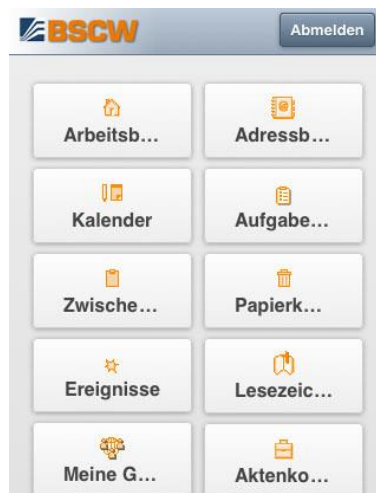 BSCW
Abmelden
Arbeitsb...
Adressb...
Kalender
Aufgabe...
Zwische...
Papierk...
Ereignisse
Lesezeic...
Meine G...
Aktenko...